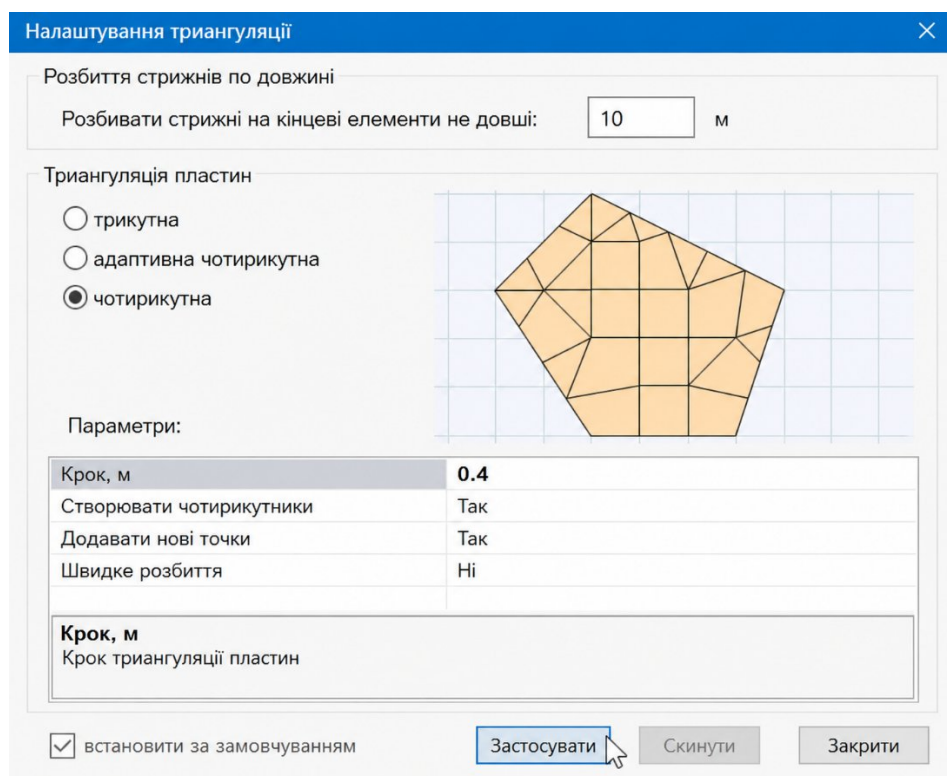 Налаштування триангуляції
Розбиття стрижнів по довжині
Розбивати стрижні на кінцеві елементи не довші: 10 м
Триангуляція пластин
трикутна
адаптивна чотирикутна
чотирикутна
Параметри:
Крок, м 0.4
Створювати чотирикутники Так
Додавати нові точки Так
Швидке розбиття Ні
Крок, м
Крок триангуляції пластин
встановити за замовчуванням Застосувати Скинути Закрити